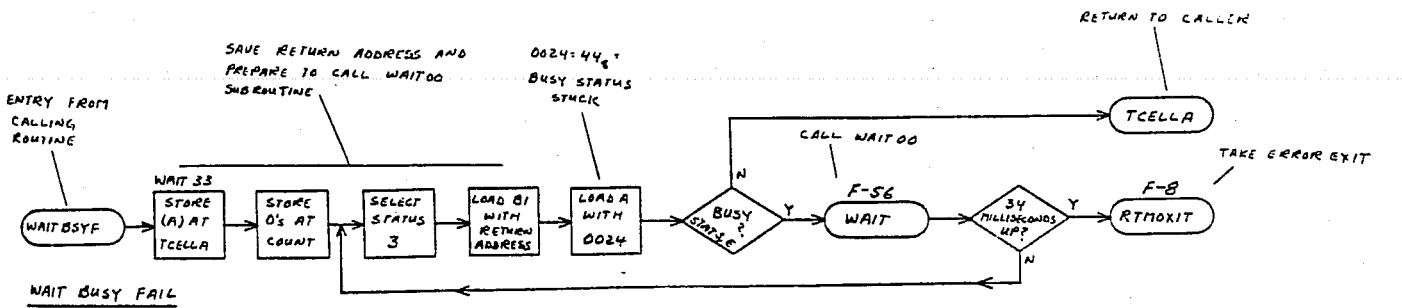 RETURN TO CALLER
SAVE RETURN ADDRESS AND
PREPARE TO CALL WAIT00
SUBROUTINE
0024=44₈=
BUSY STATUS
STUCK
ENTRY FROM
CALLING
ROUTINE
TCELLA
CALL WAIT00
TAKE ERROR EXIT
WAIT 33
N
F-56
F-8
WAITBSYF
STORE
(A) AT
TCELLA
STORE
0'S AT
COUNT
SELECT
STATUS
3
LOAD B1
WITH
RETURN
ADDRESS
LOAD A
WITH
0024
BUSY
?
STAT3,E
Y
WAIT
34
MILLISECONDS
UP?
Y
RTMOXIT
N
WAIT BUSY FAIL